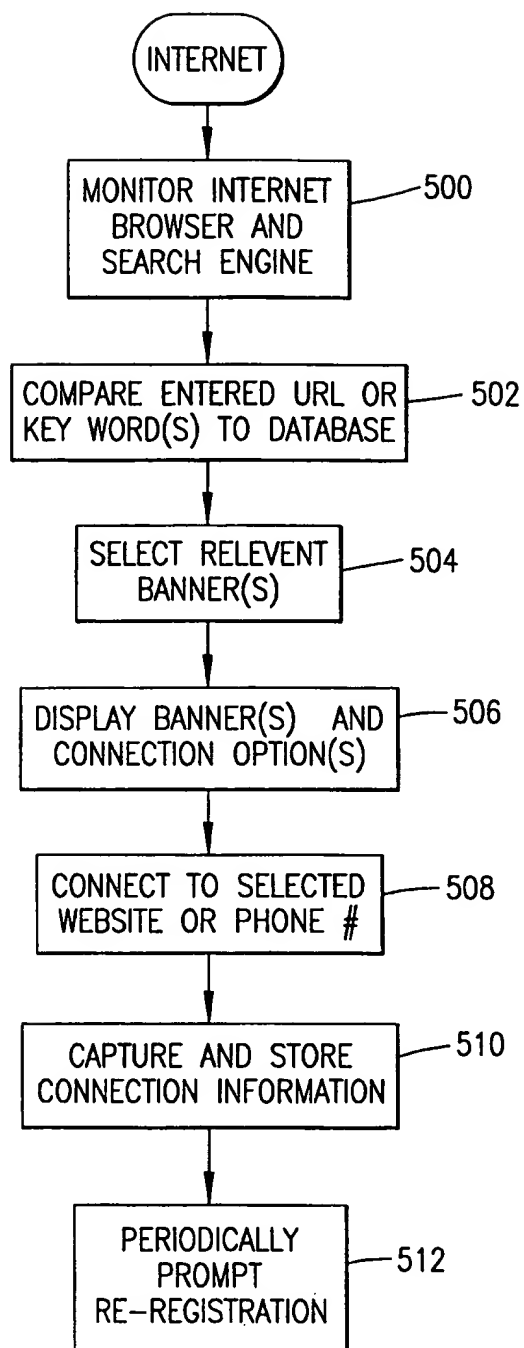 INTERNET
MONITOR INTERNET
BROWSER AND
SEARCH ENGINE
500
COMPARE ENTERED URL OR
KEY WORD(S) TO DATABASE
502
SELECT RELEVENT
BANNER(S)
504
DISPLAY BANNER(S) AND
CONNECTION OPTION(S)
506
CONNECT TO SELECTED
WEBSITE OR PHONE #
508
CAPTURE AND STORE
CONNECTION INFORMATION
510
PERIODICALLY
PROMPT
RE-REGISTRATION
512